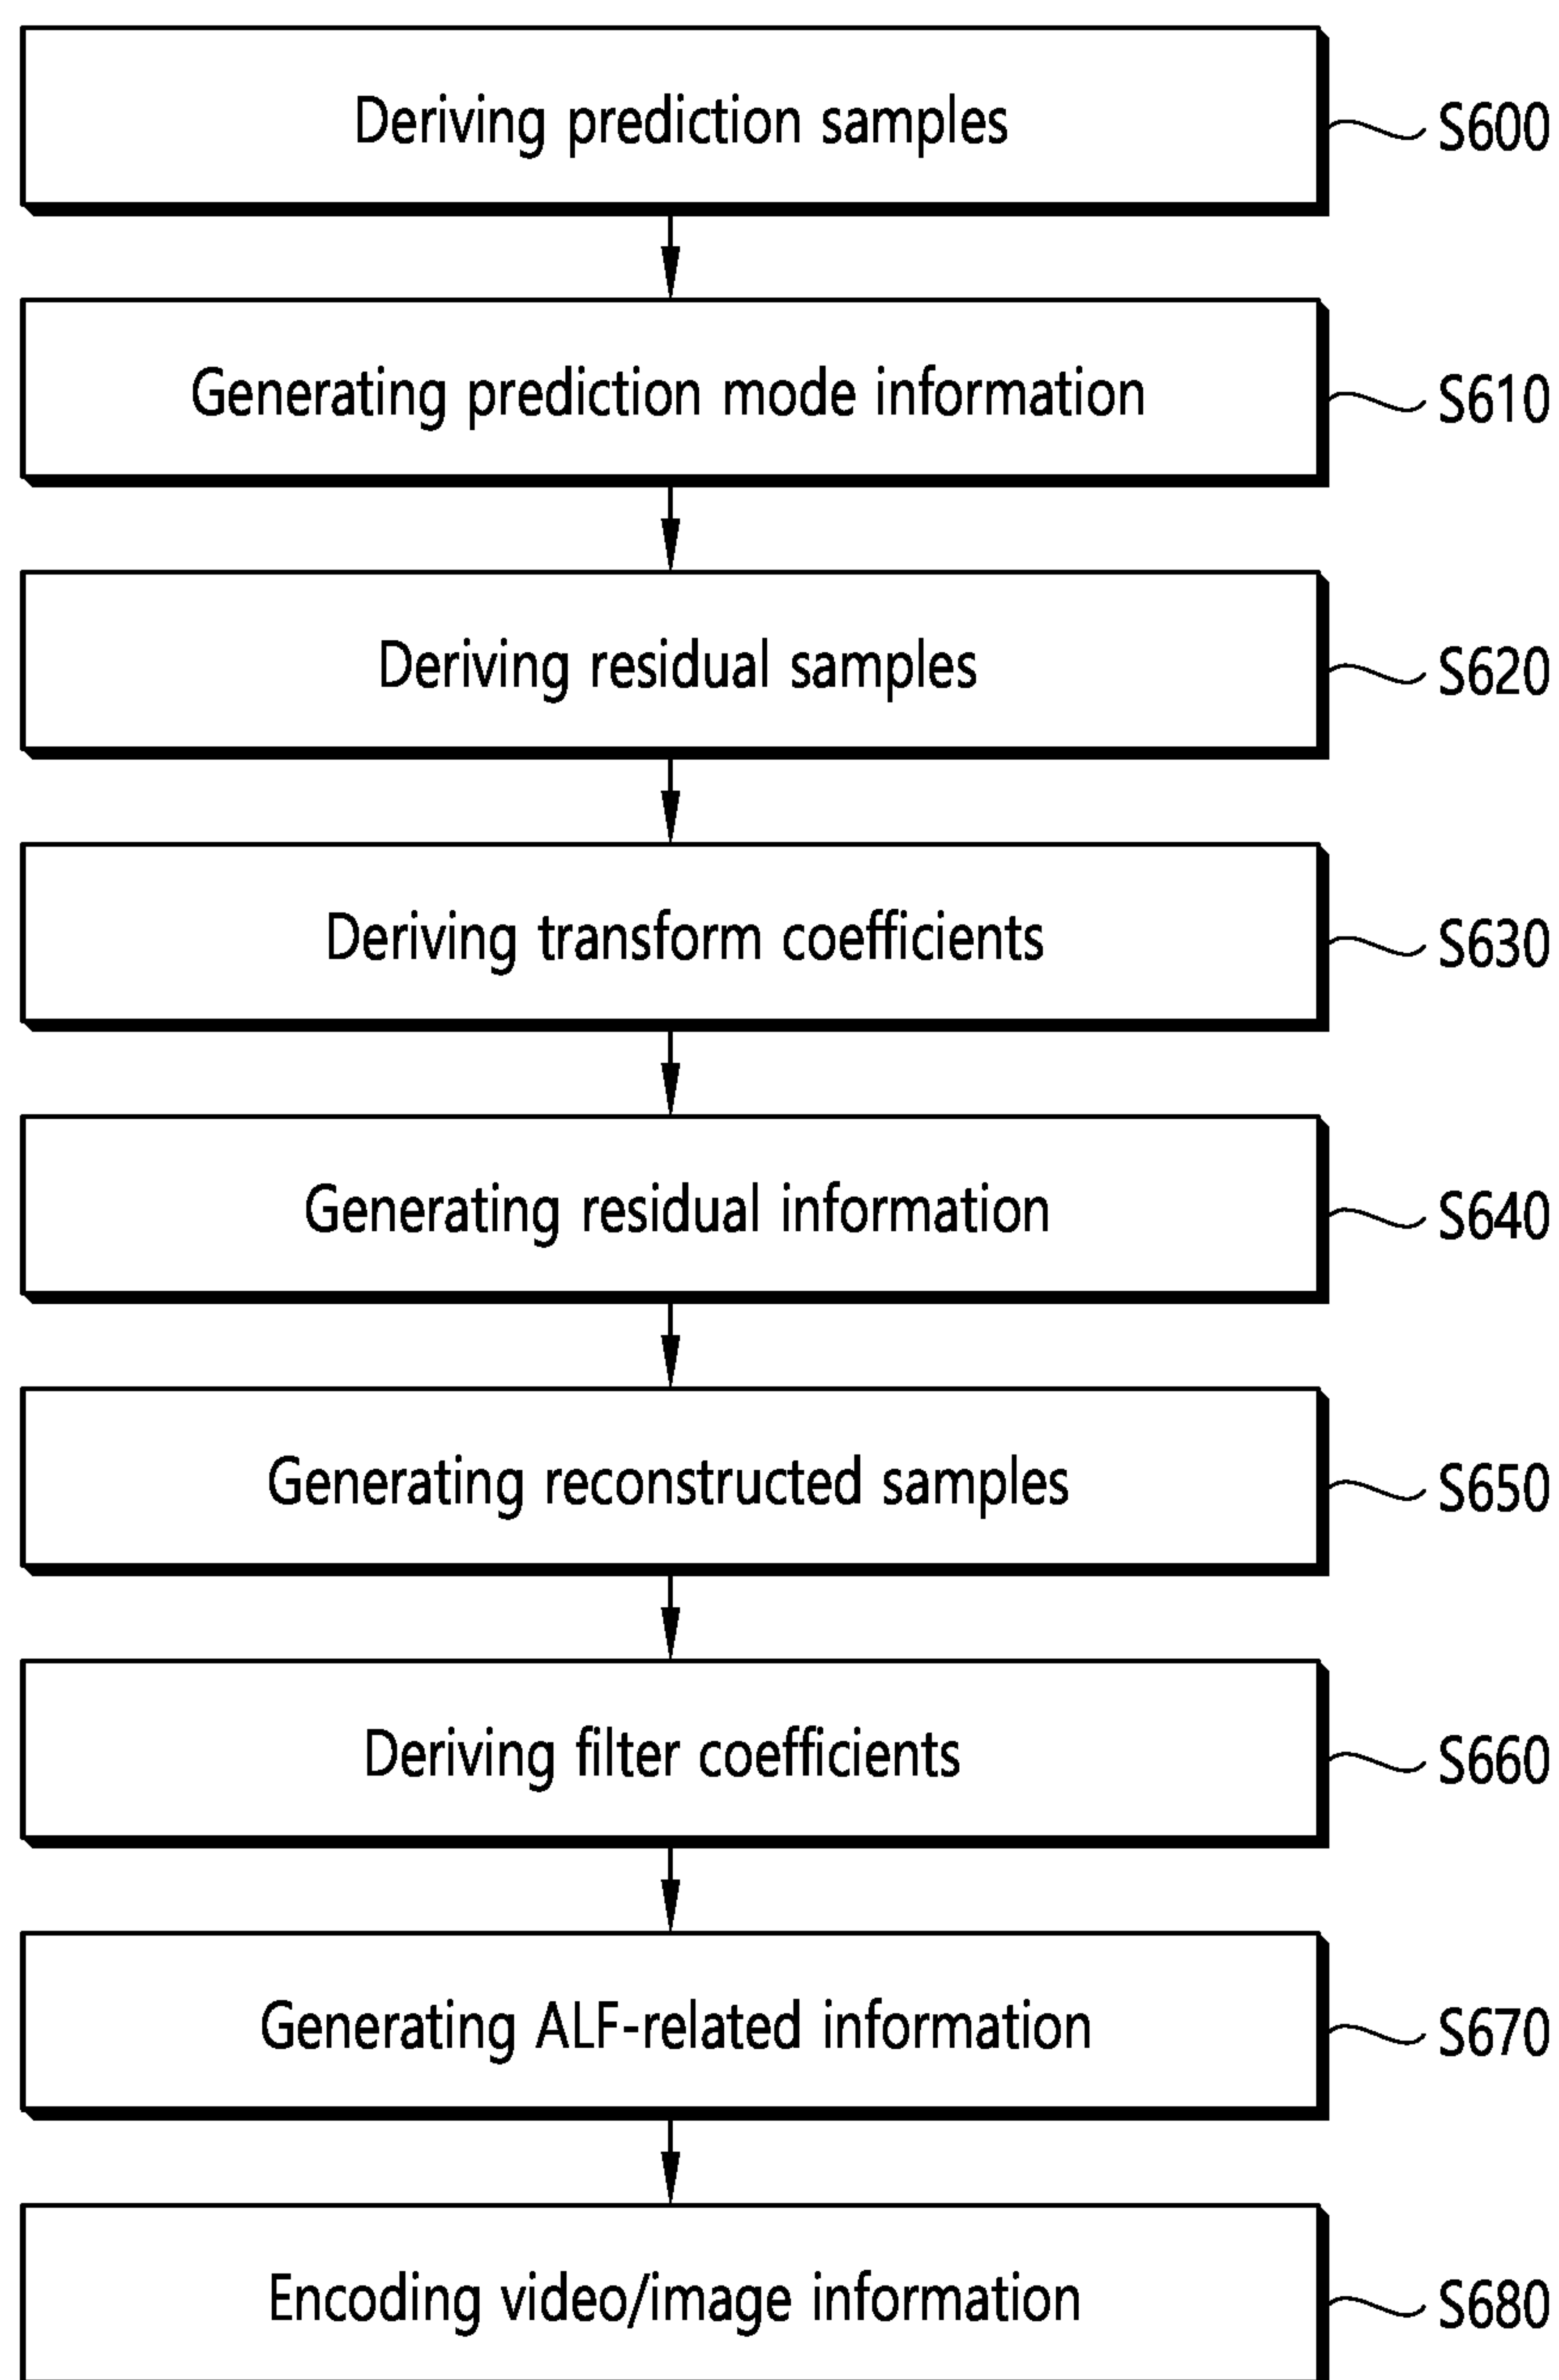 Deriving prediction samples S600
Generating prediction mode information S610
Deriving residual samples S620
Deriving transform coefficients S630
Generating residual information S640
Generating reconstructed samples S650
Deriving filter coefficients S660
Generating ALF-related information S670
Encoding video/image information S680